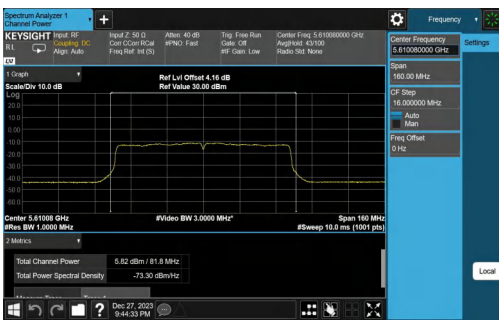 Spectrum Analyzer 1
Channel Power
Frequency
KEYSIGHT
RL
Input: RF
Coupling: DC
Align: Auto
Input Z: 50 Ω
Corr CCorr RCal
Freq Ref: Int (S)
Atten: 40 dB
#PNO: Fast
Trig: Free Run
Gate: Off
#IF Gain: Low
Center Freq: 5.610080000 GHz
Avg|Hold: 43/100
Radio Std: None
Center Frequency
5.610080000 GHz
Settings
Span
160.00 MHz
CF Step
16.000000 MHz
Auto
Man
Freq Offset
0 Hz
Local
1 Graph
Scale/Div 10.0 dB
Ref Lvl Offset 4.16 dB
Ref Value 30.00 dBm
Log
20.0
10.0
0.00
-10.0
-20.0
-30.0
-40.0
-50.0
-60.0
Center 5.61008 GHz
#Res BW 1.0000 MHz
#Video BW 3.0000 MHz*
Span 160 MHz
#Sweep 10.0 ms (1001 pts)
2 Metrics
Total Channel Power 5.82 dBm / 81.8 MHz
Total Power Spectral Density -73.30 dBm/Hz
?
Dec 27, 2023
9:44:33 PM